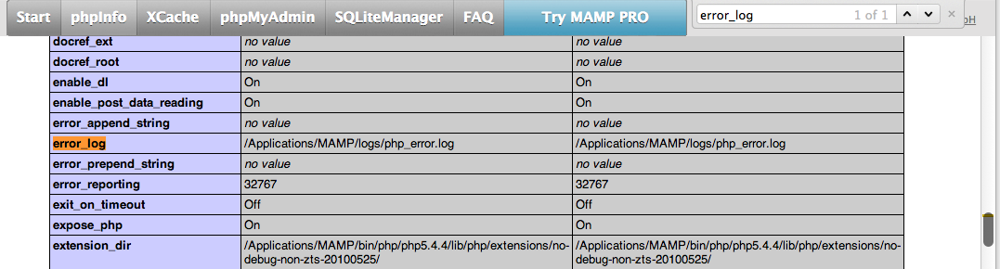 Start phpInfo XCache phpMyAdmin SQLiteManager FAQ Try MAMP PRO error_log 1 of 1 ×
docref_ext no value no value
docref_root no value no value
enable_dl On On
enable_post_data_reading On On
error_append_string no value no value
error_log /Applications/MAMP/logs/php_error.log /Applications/MAMP/logs/php_error.log
error_prepend_string no value no value
error_reporting 32767 32767
exit_on_timeout Off Off
expose_php On On
extension_dir /Applications/MAMP/bin/php/php5.4.4/lib/php/extensions/no- /Applications/MAMP/bin/php/php5.4.4/lib/php/extensions/no-
debug-non-zts-20100525/ debug-non-zts-20100525/